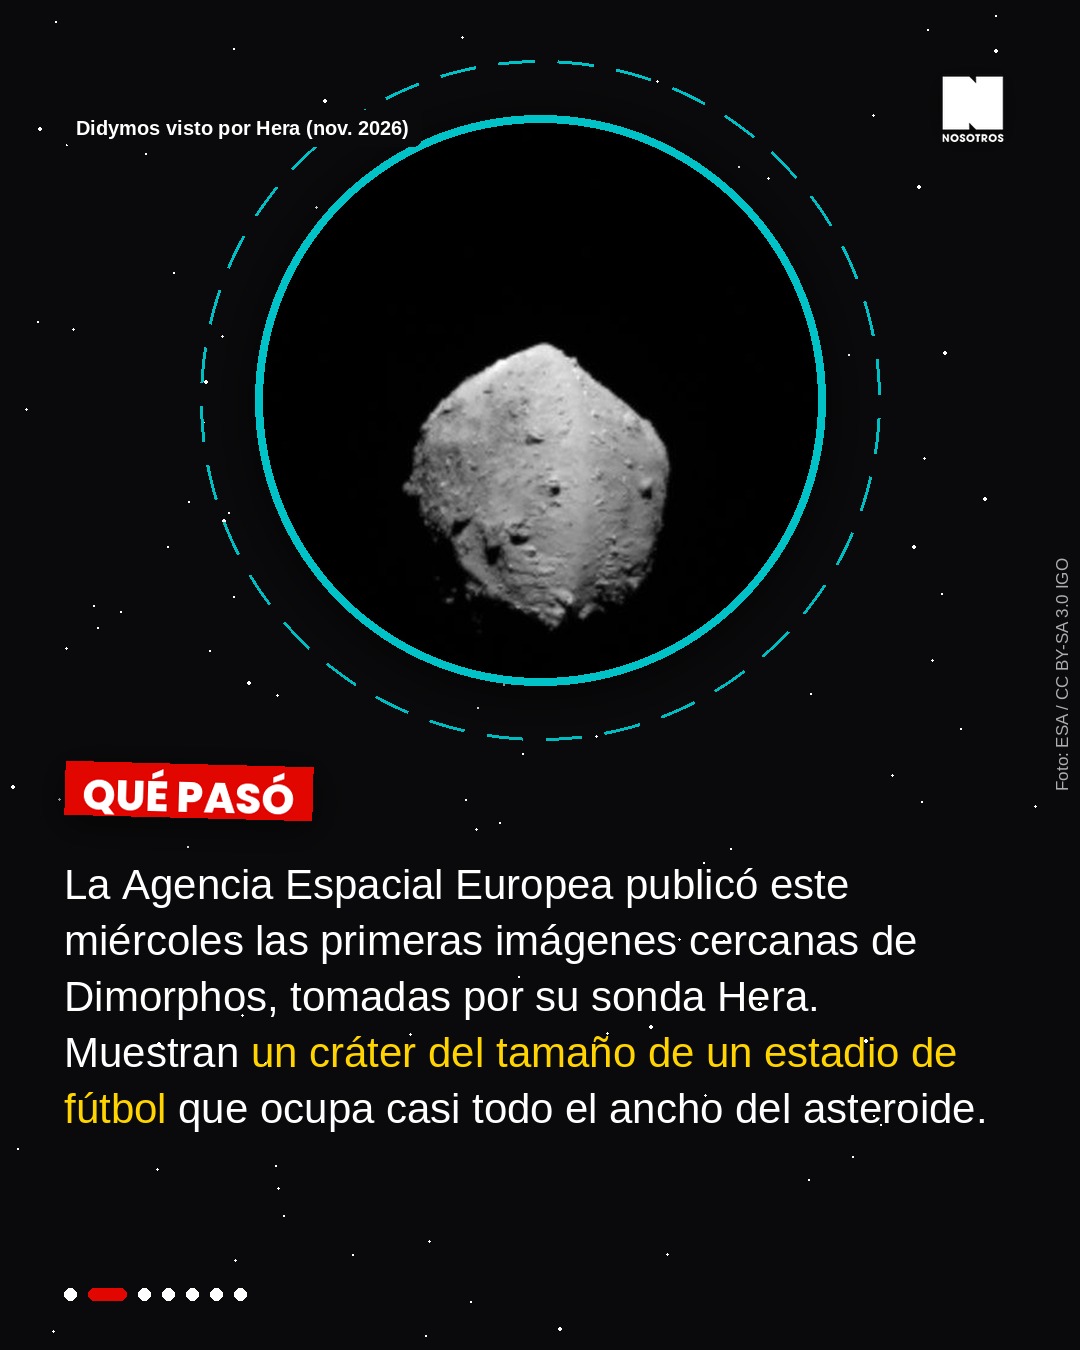 Didymos visto por Hera (nov. 2026)
NOSOTROS
Foto: ESA / CC BY-SA 3.0 IGO
QUÉ PASÓ
La Agencia Espacial Europea publicó este
miércoles las primeras imágenes cercanas de
Dimorphos, tomadas por su sonda Hera.
Muestran un cráter del tamaño de un estadio de
fútbol que ocupa casi todo el ancho del asteroide.